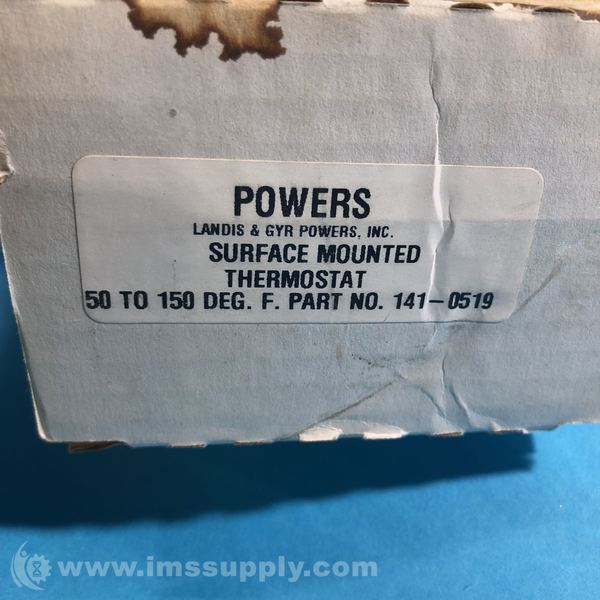 POWERS
LANDIS & GYR POWERS, INC.
SURFACE MOUNTED
THERMOSTAT
50 TO 150 DEG. F. PART NO. 141-0519
www.imssupply.com